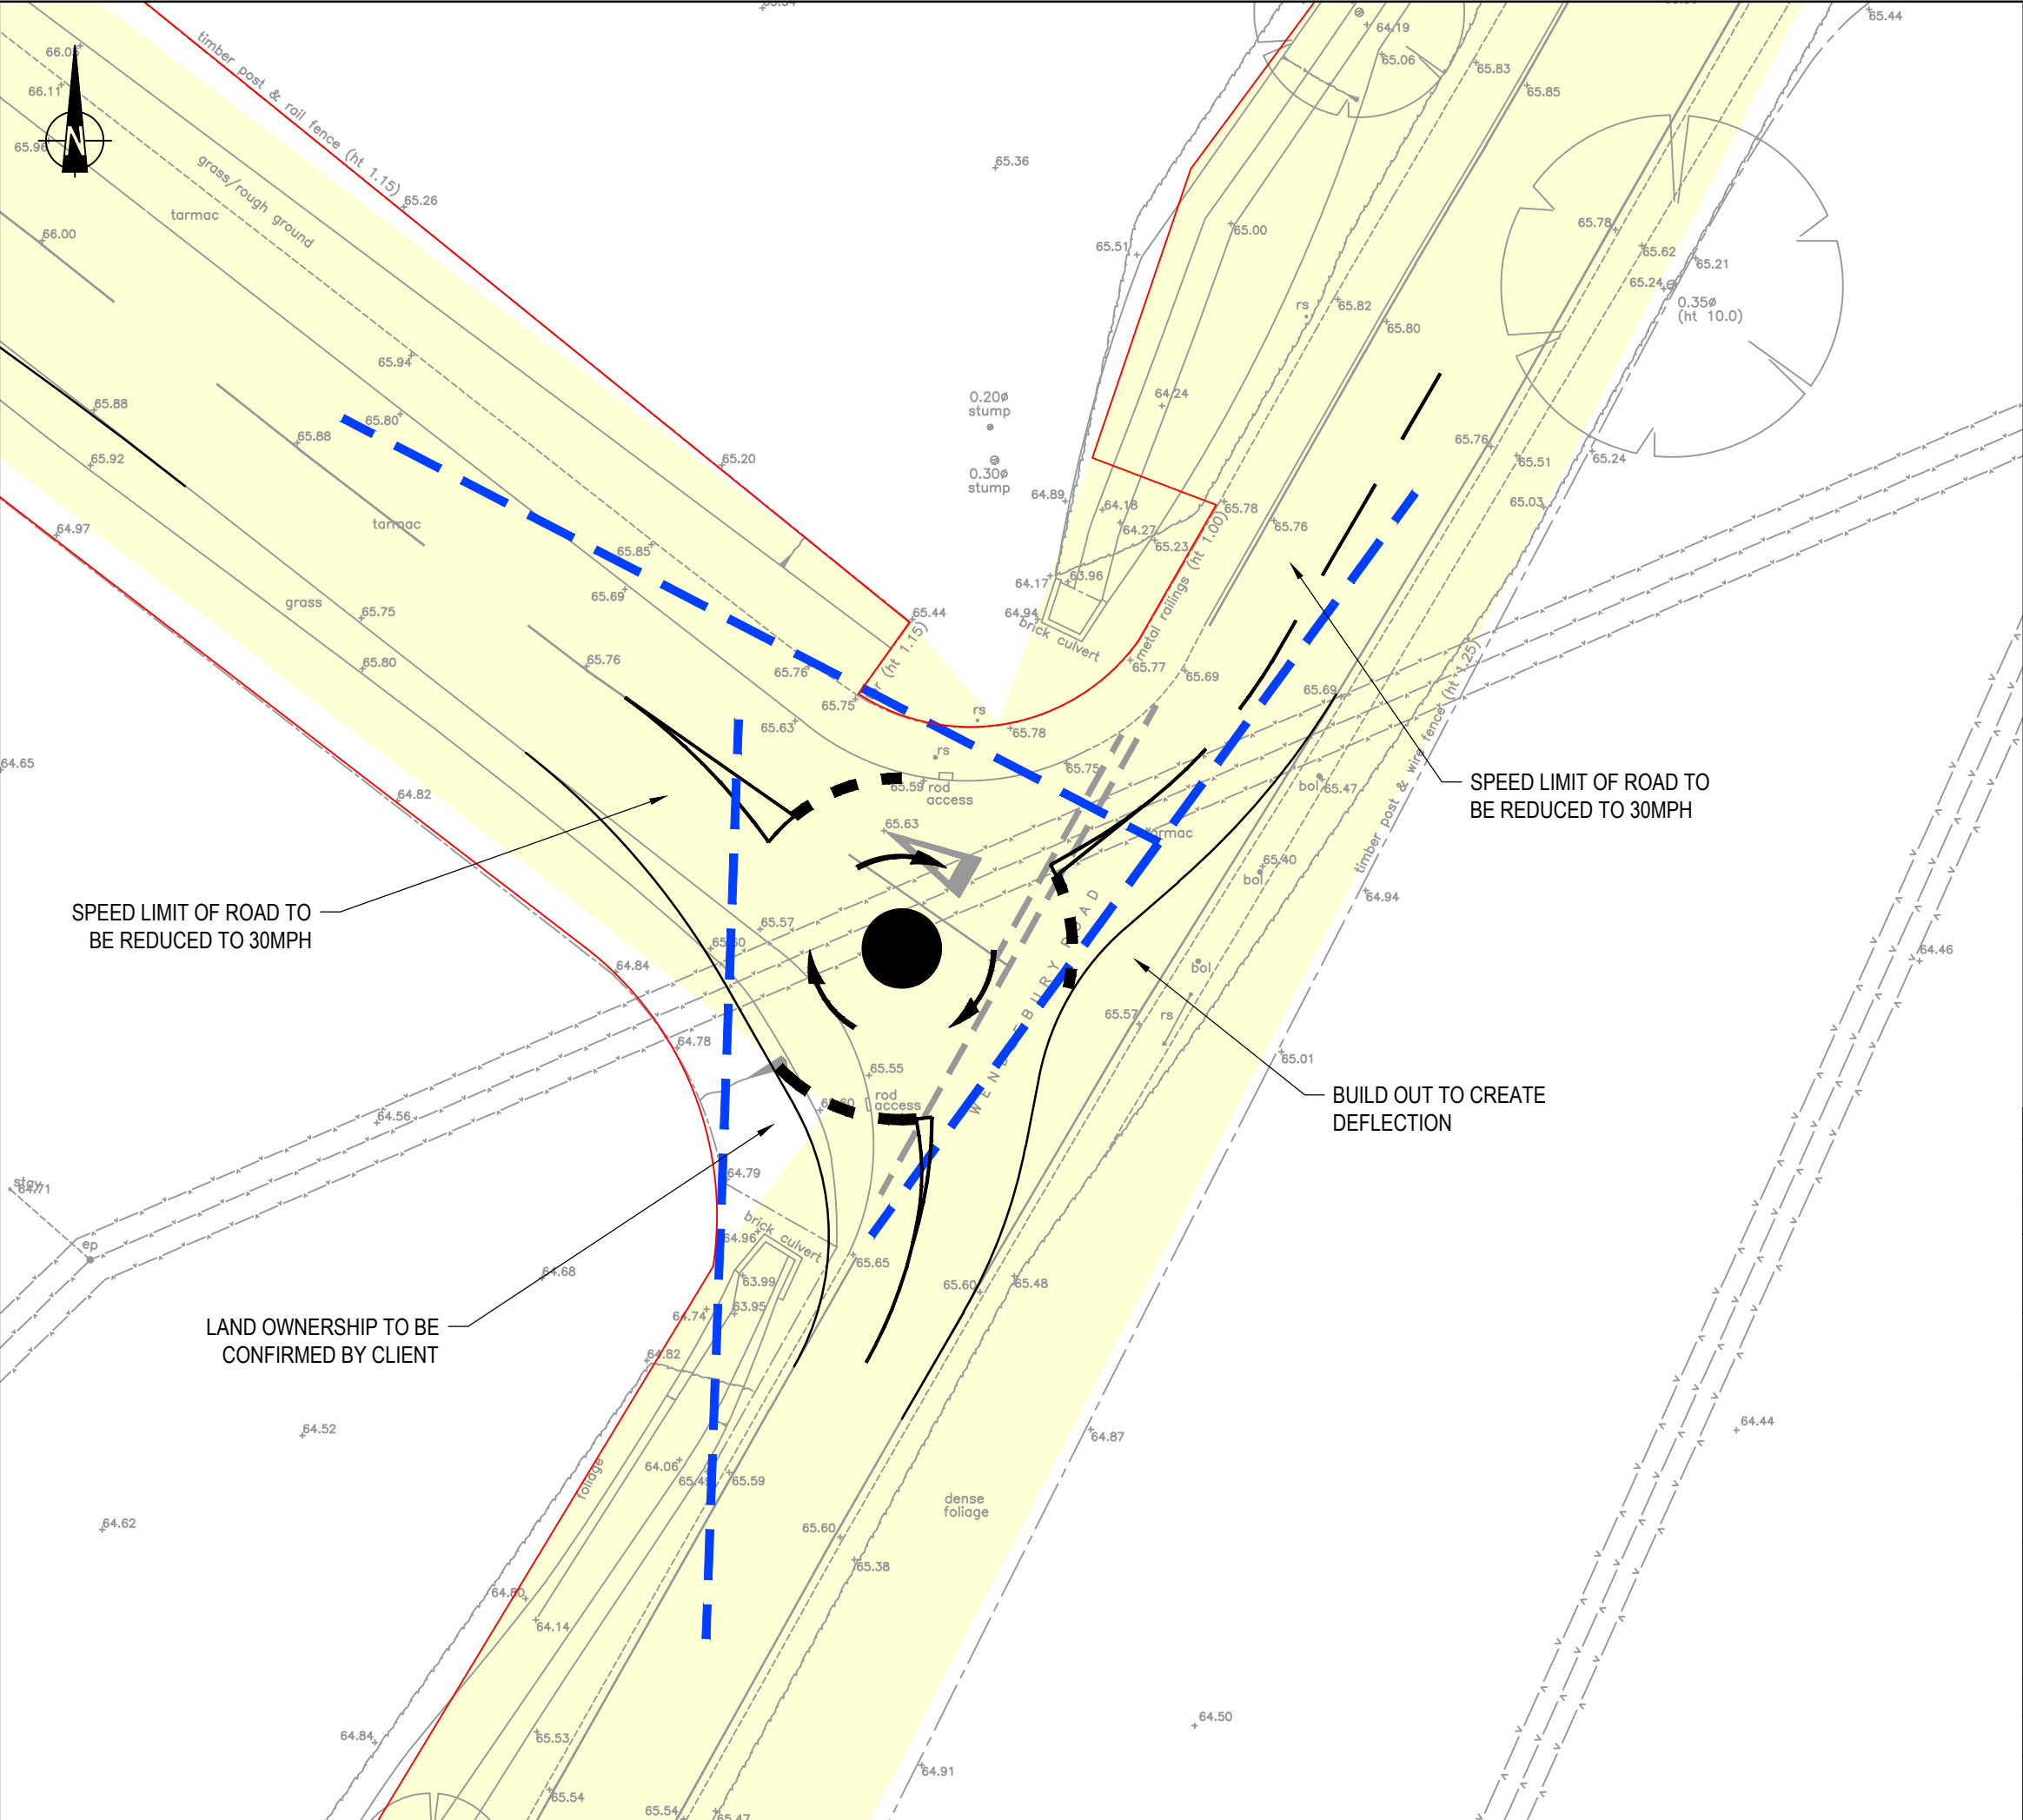 65.44
64.19
65.06
65.83
65.85
66.11
N
timber post & rail fence (ht 1.15)
65.36
65.26
grass/rough ground
tarmac
66.00
65.00
65.51
65.78
65.62
65.21
65.24
0.35ø
(ht 10.0)
rs
65.82
65.80
65.94
65.88
65.80
65.88
0.20ø
stump
64.24
65.76
65.92
65.20
0.30ø
stump
65.51
65.24
64.89
64.18
65.78
65.03
64.97
tarmac
64.27
65.76
65.85
65.23
metal railings (ht 1.00)
64.17
63.96
65.69
grass
65.75
65.44
64.94
brick culvert
65.80
65.76
65.76
65.77
65.69
(ht 1.15)
65.75
65.69
timber post & wire fence (ht 1.25)
65.63
rs
65.78
64.65
rs
65.75
65.59
rod
access
bol
65.47
SPEED LIMIT OF ROAD TO
BE REDUCED TO 30MPH
64.82
65.63
65.40
bol
64.94
SPEED LIMIT OF ROAD TO
BE REDUCED TO 30MPH
65.57
64.84
bol
64.46
65.57
rs
64.78
65.01
65.55
rod
access
BUILD OUT TO CREATE
DEFLECTION
64.56
64.79
stay
64.71
brick culvert
64.96
ep
65.65
64.68
63.99
65.60
65.48
63.95
64.74
LAND OWNERSHIP TO BE
CONFIRMED BY CLIENT
64.82
64.52
64.87
64.44
foliage
64.06
65.59
dense
foliage
64.62
65.60
65.38
64.80
64.14
64.84
65.53
64.50
64.91
65.54
65.54
65.47